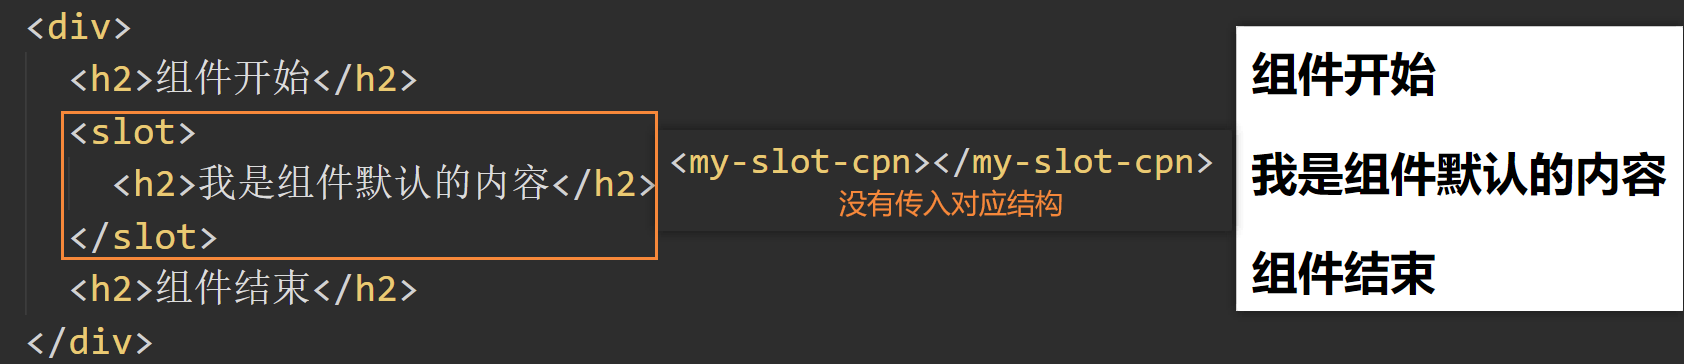 <div>
<h2>组件开始</h2>
<slot>
<h2>我是组件默认的内容</h2>
</slot>
<h2>组件结束</h2>
</div>
<my-slot-cpn></my-slot-cpn>
没有传入对应结构
组件开始
我是组件默认的内容
组件结束